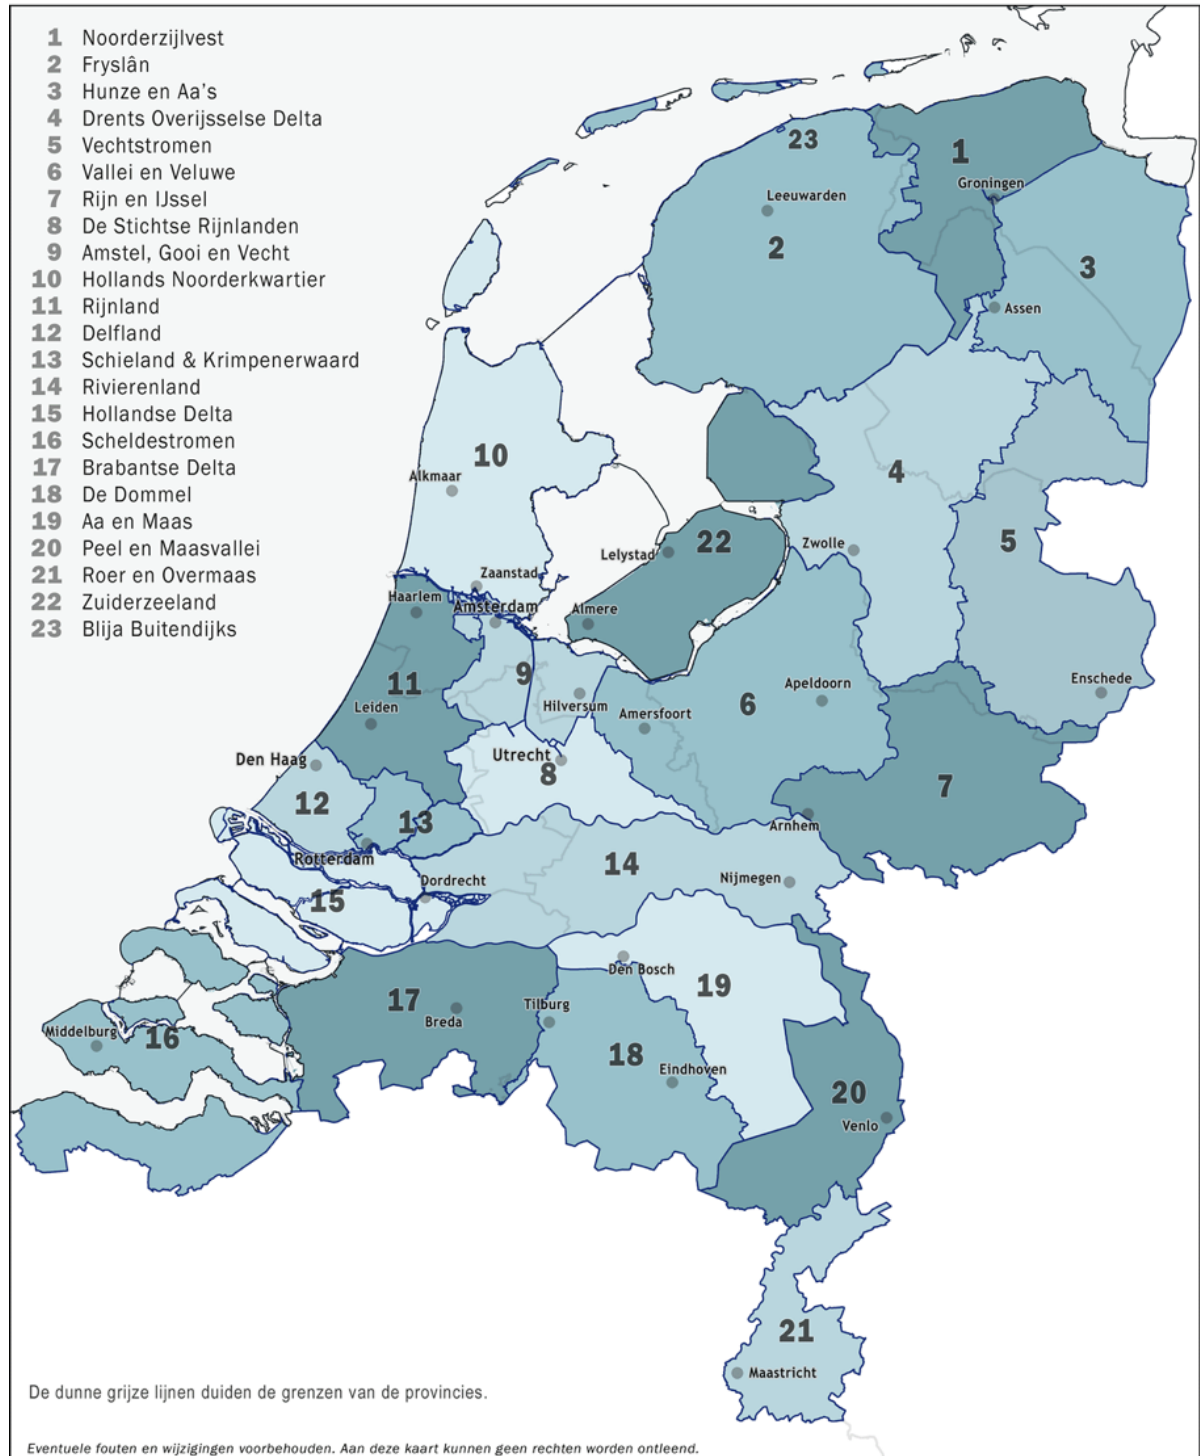 1 Noorderzijlvest
2 Fryslân
3 Hunze en Aa's
4 Drents Overijsselse Delta
5 Vechtstromen
6 Vallei en Veluwe
7 Rijn en IJssel
8 De Stichtse Rijnlanden
9 Amstel, Gooi en Vecht
10 Hollands Noorderkwartier
11 Rijnland
12 Delfland
13 Schieland & Krimpenerwaard
14 Rivierenland
15 Hollandse Delta
16 Scheldestromen
17 Brabantse Delta
18 De Dommel
19 Aa en Maas
20 Peel en Maasvallei
21 Roer en Overmaas
22 Zuiderzeeland
23 Blija Buitendijks
23
1
Groningen
Leeuwarden
2
3
Assen
10
Alkmaar
4
5
22
Zwolle
Lelystad
Zaanstad
Haarlem
Amsterdam
Almere
9
11
Hilversum
Leiden
6
Apeldoorn
Enschede
Amersfoort
Den Haag
Utrecht
8
7
12
13
Arnhem
Rotterdam
14
Dordrecht
Nijmegen
15
Den Bosch
19
17
Breda
Tilburg
Middelburg
16
18
Eindhoven
20
Venlo
21
Maastricht
De dunne grijze lijnen duiden de grenzen van de provincies.
Eventuele fouten en wijzigingen voorbehouden. Aan deze kaart kunnen geen rechten worden ontleend.